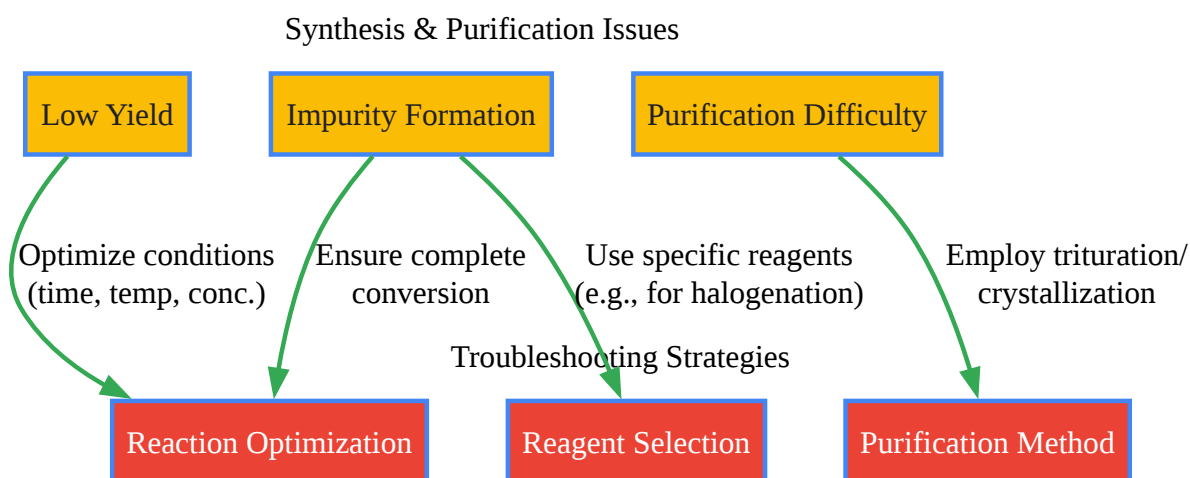 Synthesis & Purification Issues
Low Yield
Impurity Formation
Purification Difficulty
Optimize conditions
(time, temp, conc.)
Ensure complete
conversion
Use specific reagents
(e.g., for halogenation)
Employ trituration/
crystallization
Troubleshooting Strategies
Reaction Optimization
Reagent Selection
Purification Method